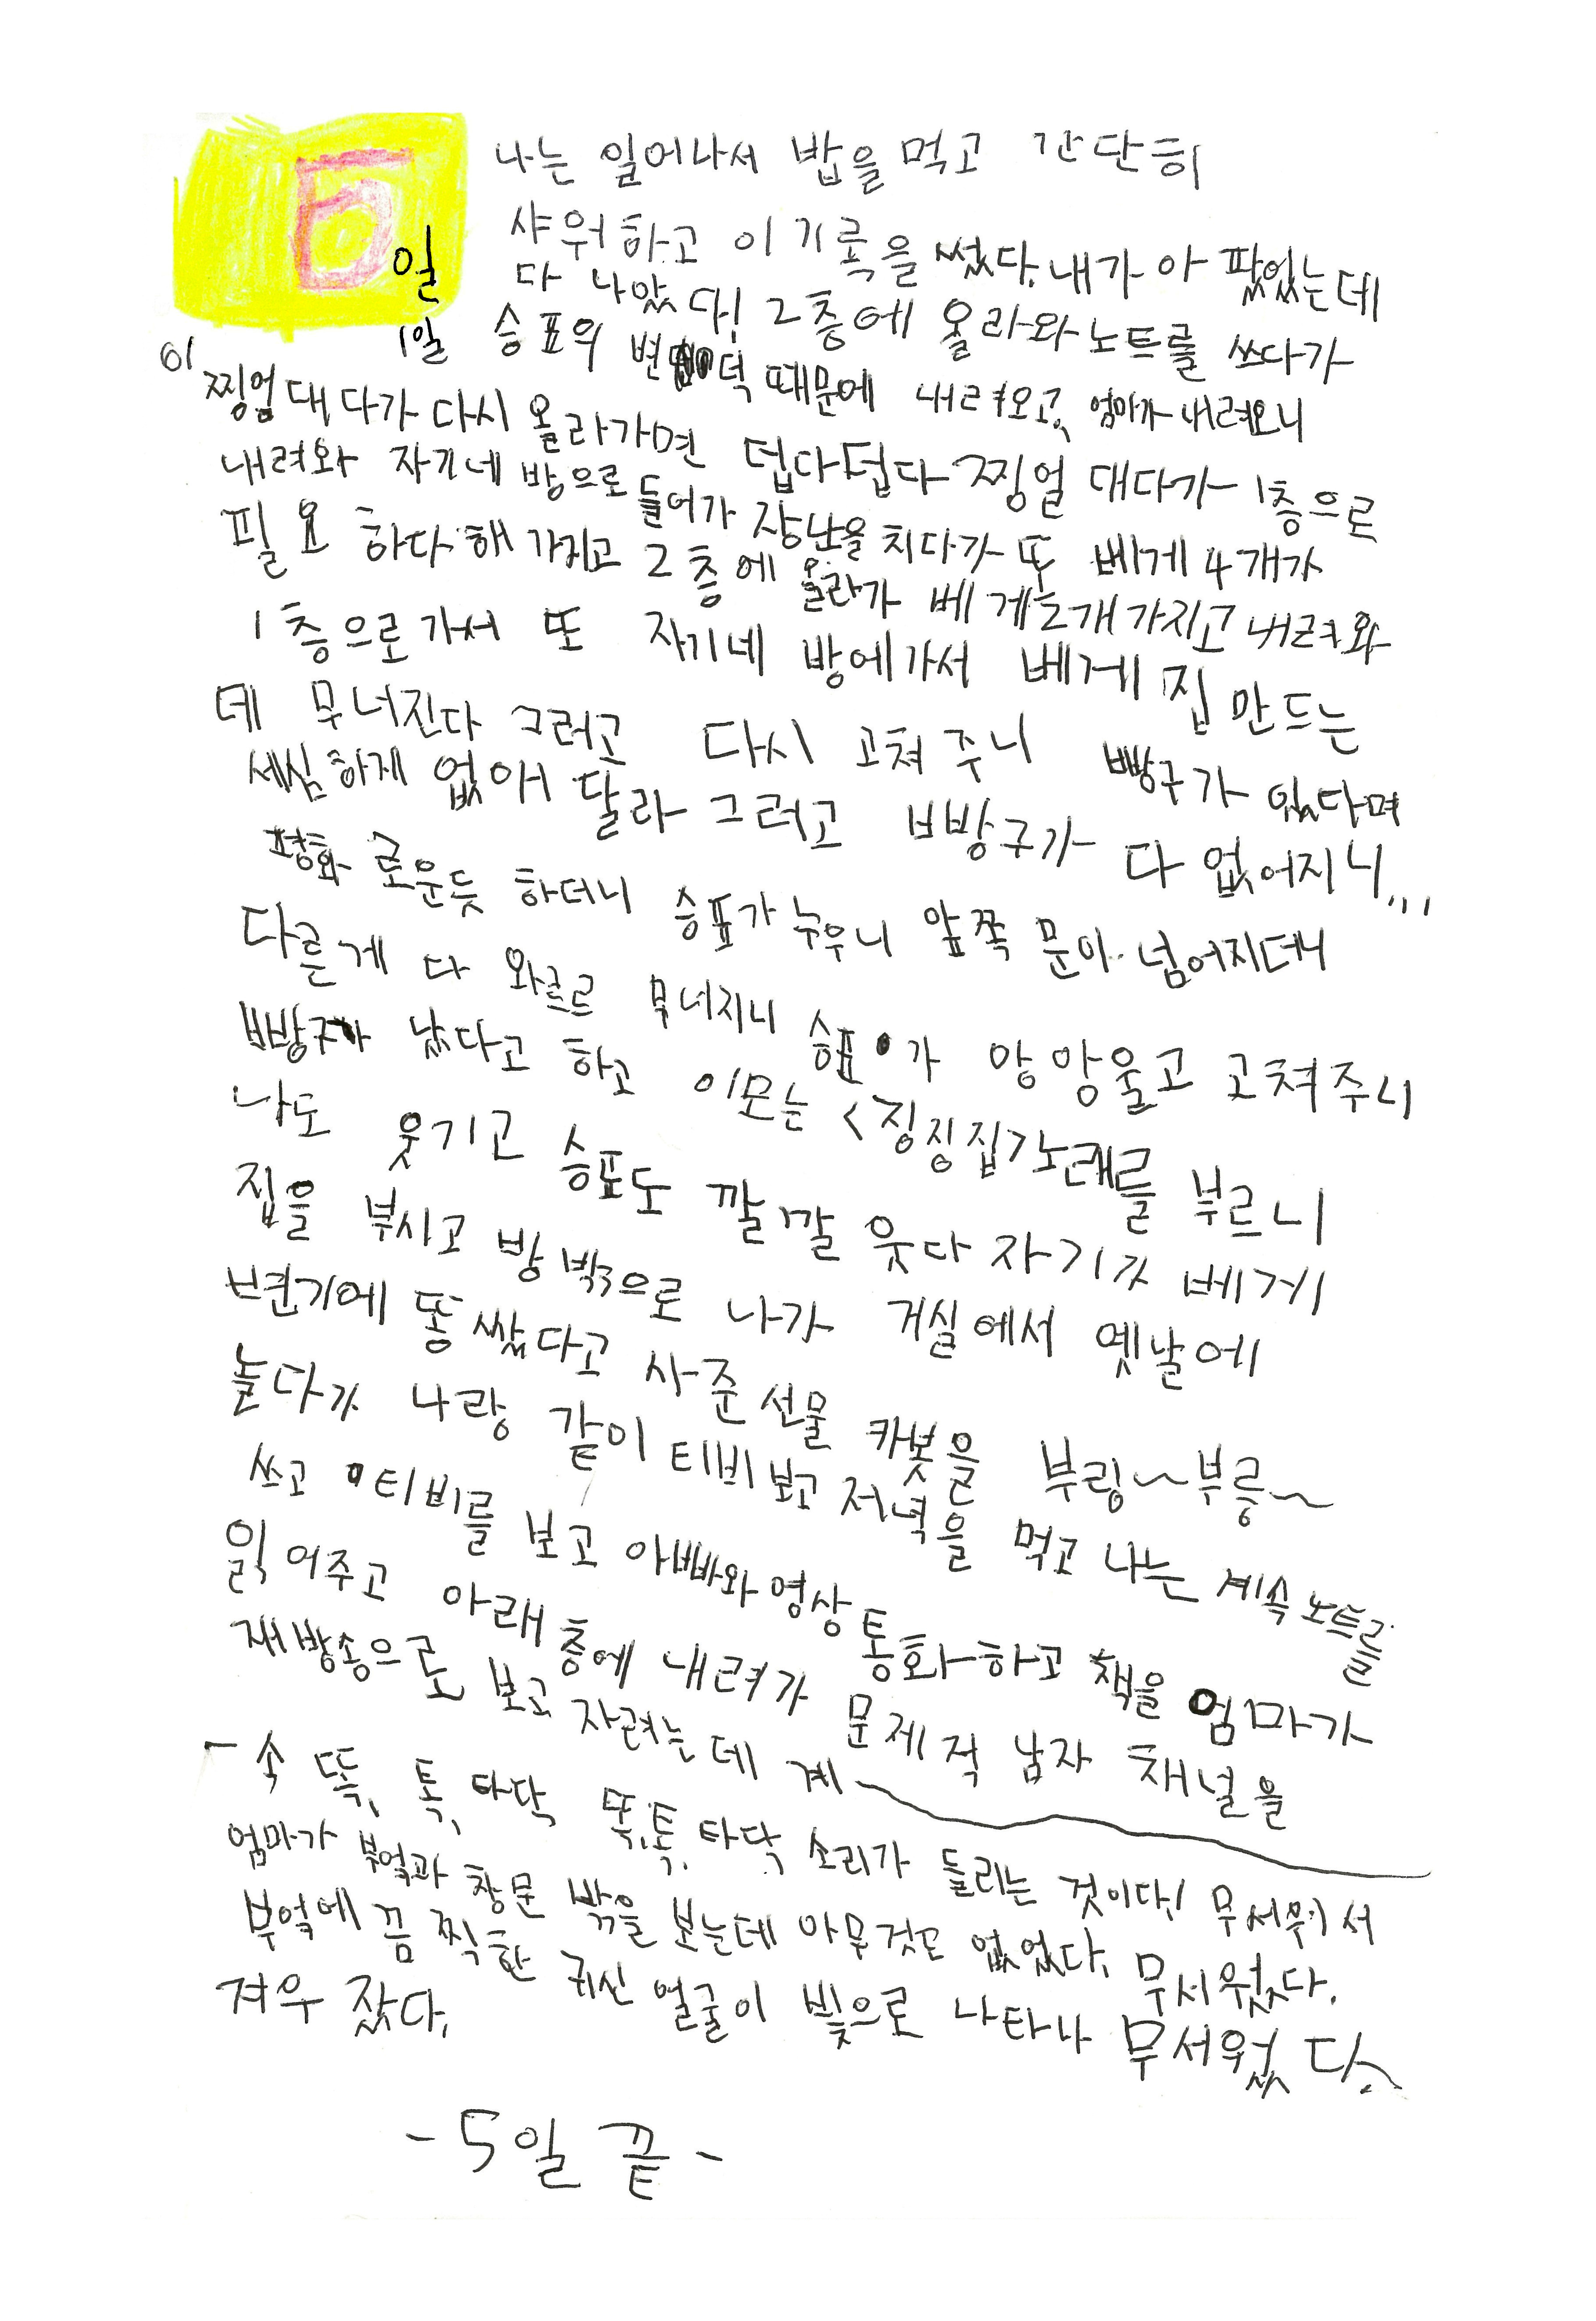 5일
나는 일어나서 밥을 먹고 간단히
샤워하고 이 기록을 썼다. 내가 아팠었는데
다 나았다! 2층에 올라와 노트를 쓰다가
1일 승표의 변덕 때문에 내려오고, 엄마가 내려오니
이 찡얼대다가 다시 올라가면 덥다덥다 찡얼 대다가 1층으로
내려와 자기네 방으로 들어가 장난을 치다가 또 베게 4개가
필요 하다해 가지고 2층에 올라가 베게 2개 가지고 내려와
1층으로가서 또 자기네 방에가서 베게 집 만드는
데 무너진다 그러고 다시 고쳐 주니 빵구가 있다며
세심하게 없애 달라 그러고 빵구가 다 없어지니...
평화 로운듯 하더니 승표가 누우니 앞쪽 문이 넘어지더니
다른게 다 와르르 무너지니 승표가 앙앙울고 고쳐주니
빵구가 났다고 하고 이모는 <징징집>노래를 부르니
나도 웃기고 승표도 깔깔 웃다 자기가 베게
집을 부시고 방 밖으로 나가 거실에서 옛날에
변기에 똥 쌌다고 사준 선물 카봇을 부링~부릉~
놀다가 나랑 같이 티비 보고 저녁을 먹고 나는 계속 노트를
쓰고 티비를 보고 아빠와 영상 통화하고 책을 엄마가
읽어주고 아래 층에 내려가 문제적 남자 채널을
재방송으로 보고 자려는데 계
속 똑, 톡, 타닥 똑, 톡, 타닥 소리가 들리는 것이다! 무서워서
엄마가 부엌과 창문 밖을 보는데 아무것도 없었다. 무서웠다.
부엌에 끔찍한 귀신 얼굴이 빛으로 나타나 무서웠다.
겨우 잤다.
- 5일 끝 -